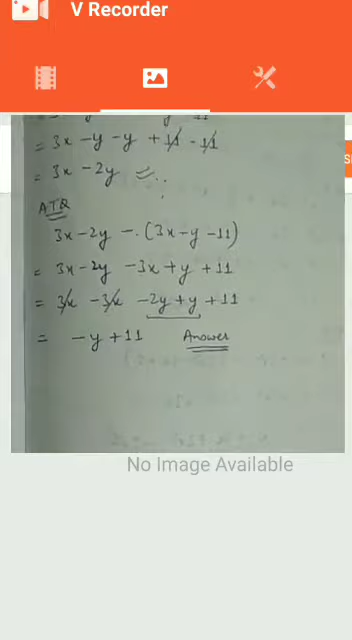 V Recorder
= 3x - y - y + 11 - 11
= 3x - 2y
ATQ
3x - 2y - (3x - y - 11)
= 3x - 2y - 3x + y + 11
= 3x - 3x - 2y + y + 11
= - y + 11 Answer
No Image Available